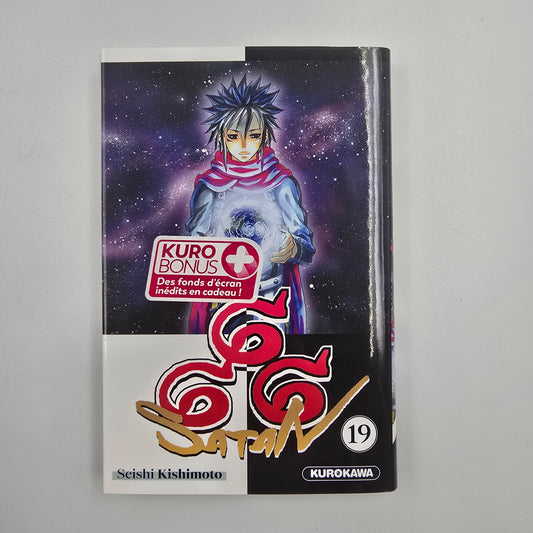 KURO
BONUS +
Des fonds d'écran
inédits en cadeau !
666
SATAN
19
Seishi Kishimoto
KUROKAWA